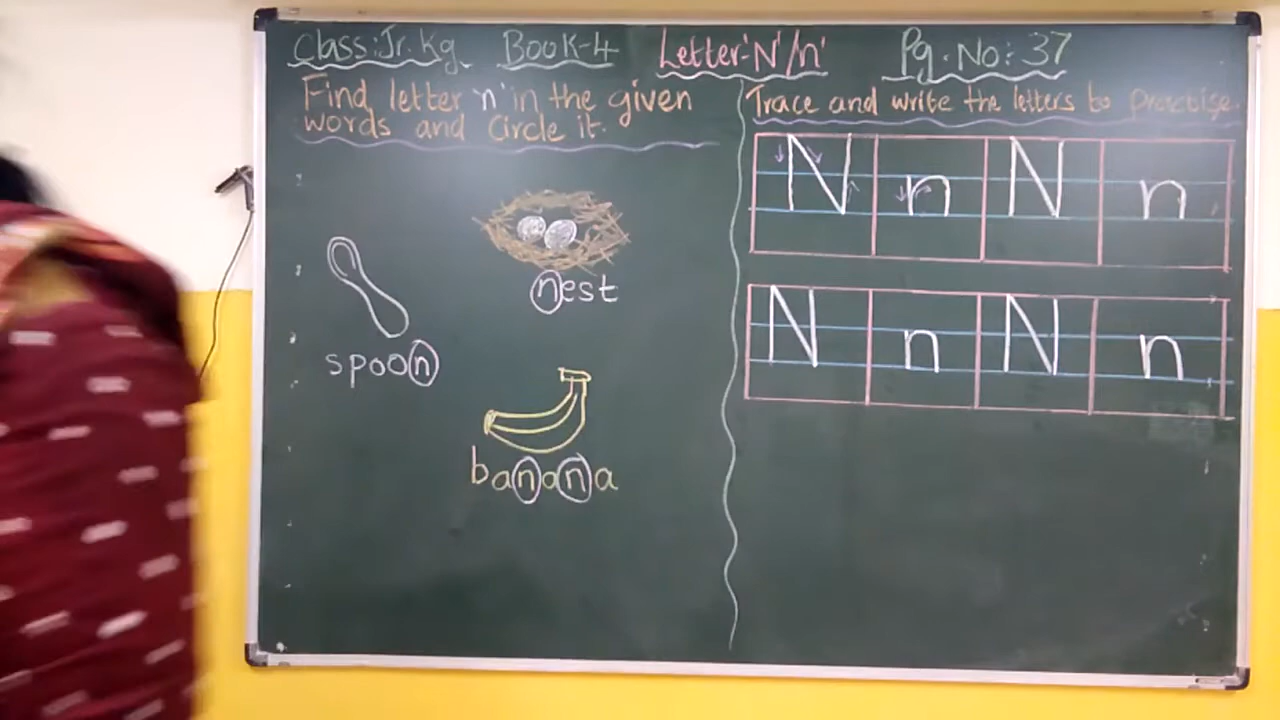 Class: Jr. Kg Book-4 Letter 'N'/'n' Pg. No: 37
Find letter 'n' in the given
words and circle it.
nest
spoon
banana
Trace and write the letters to practise.
N n N n
N n N n